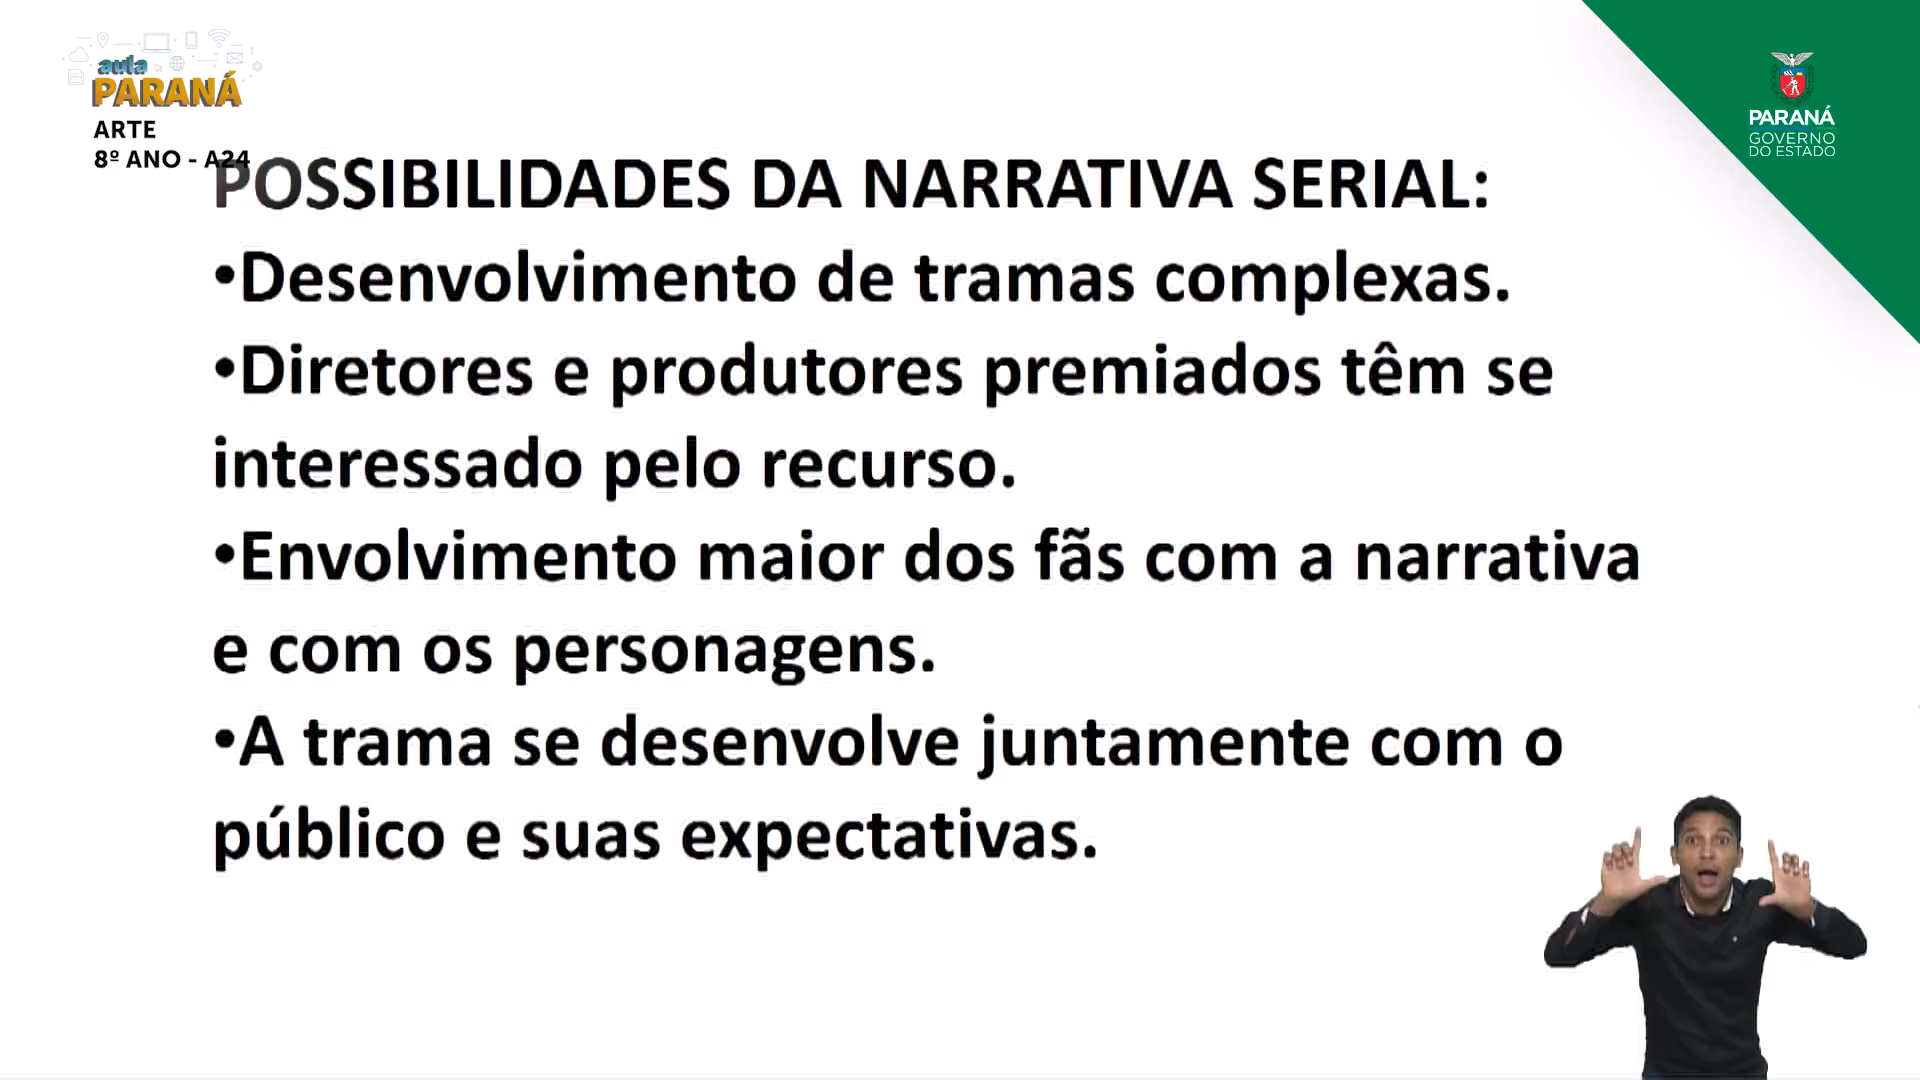 aula
PARANÁ
ARTE
8º ANO - A24
PARANÁ
GOVERNO
DO ESTADO
POSSIBILIDADES DA NARRATIVA SERIAL:
•Desenvolvimento de tramas complexas.
•Diretores e produtores premiados têm se
interessado pelo recurso.
•Envolvimento maior dos fãs com a narrativa
e com os personagens.
•A trama se desenvolve juntamente com o
público e suas expectativas.